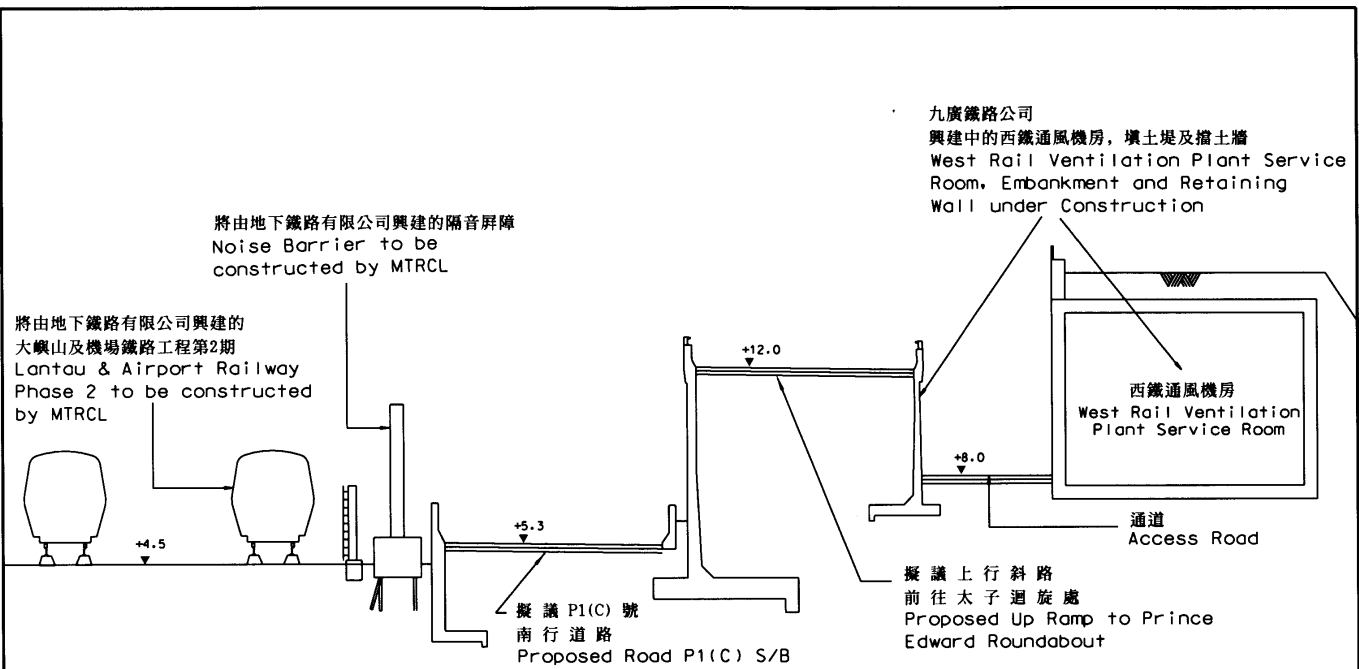 九廣鐵路公司
興建中的西鐵通風機房, 填土堤及擋土牆
West Rail Ventilation Plant Service
Room, Embankment and Retaining
Wall under Construction
將由地下鐵路有限公司興建的隔音屏障
Noise Barrier to be
constructed by MTRCL
將由地下鐵路有限公司興建的
大嶼山及機場鐵路工程第2期
Lantau & Airport Railway
Phase 2 to be constructed
by MTRCL
+12.0
西鐵通風機房
West Rail Ventilation
Plant Service Room
+8.0
+5.3
+4.5
通道
Access Road
擬議上行斜路
前往太子迴旋處
Proposed Up Ramp to Prince
Edward Roundabout
擬議 P1(C) 號
南行道路
Proposed Road P1(C) S/B